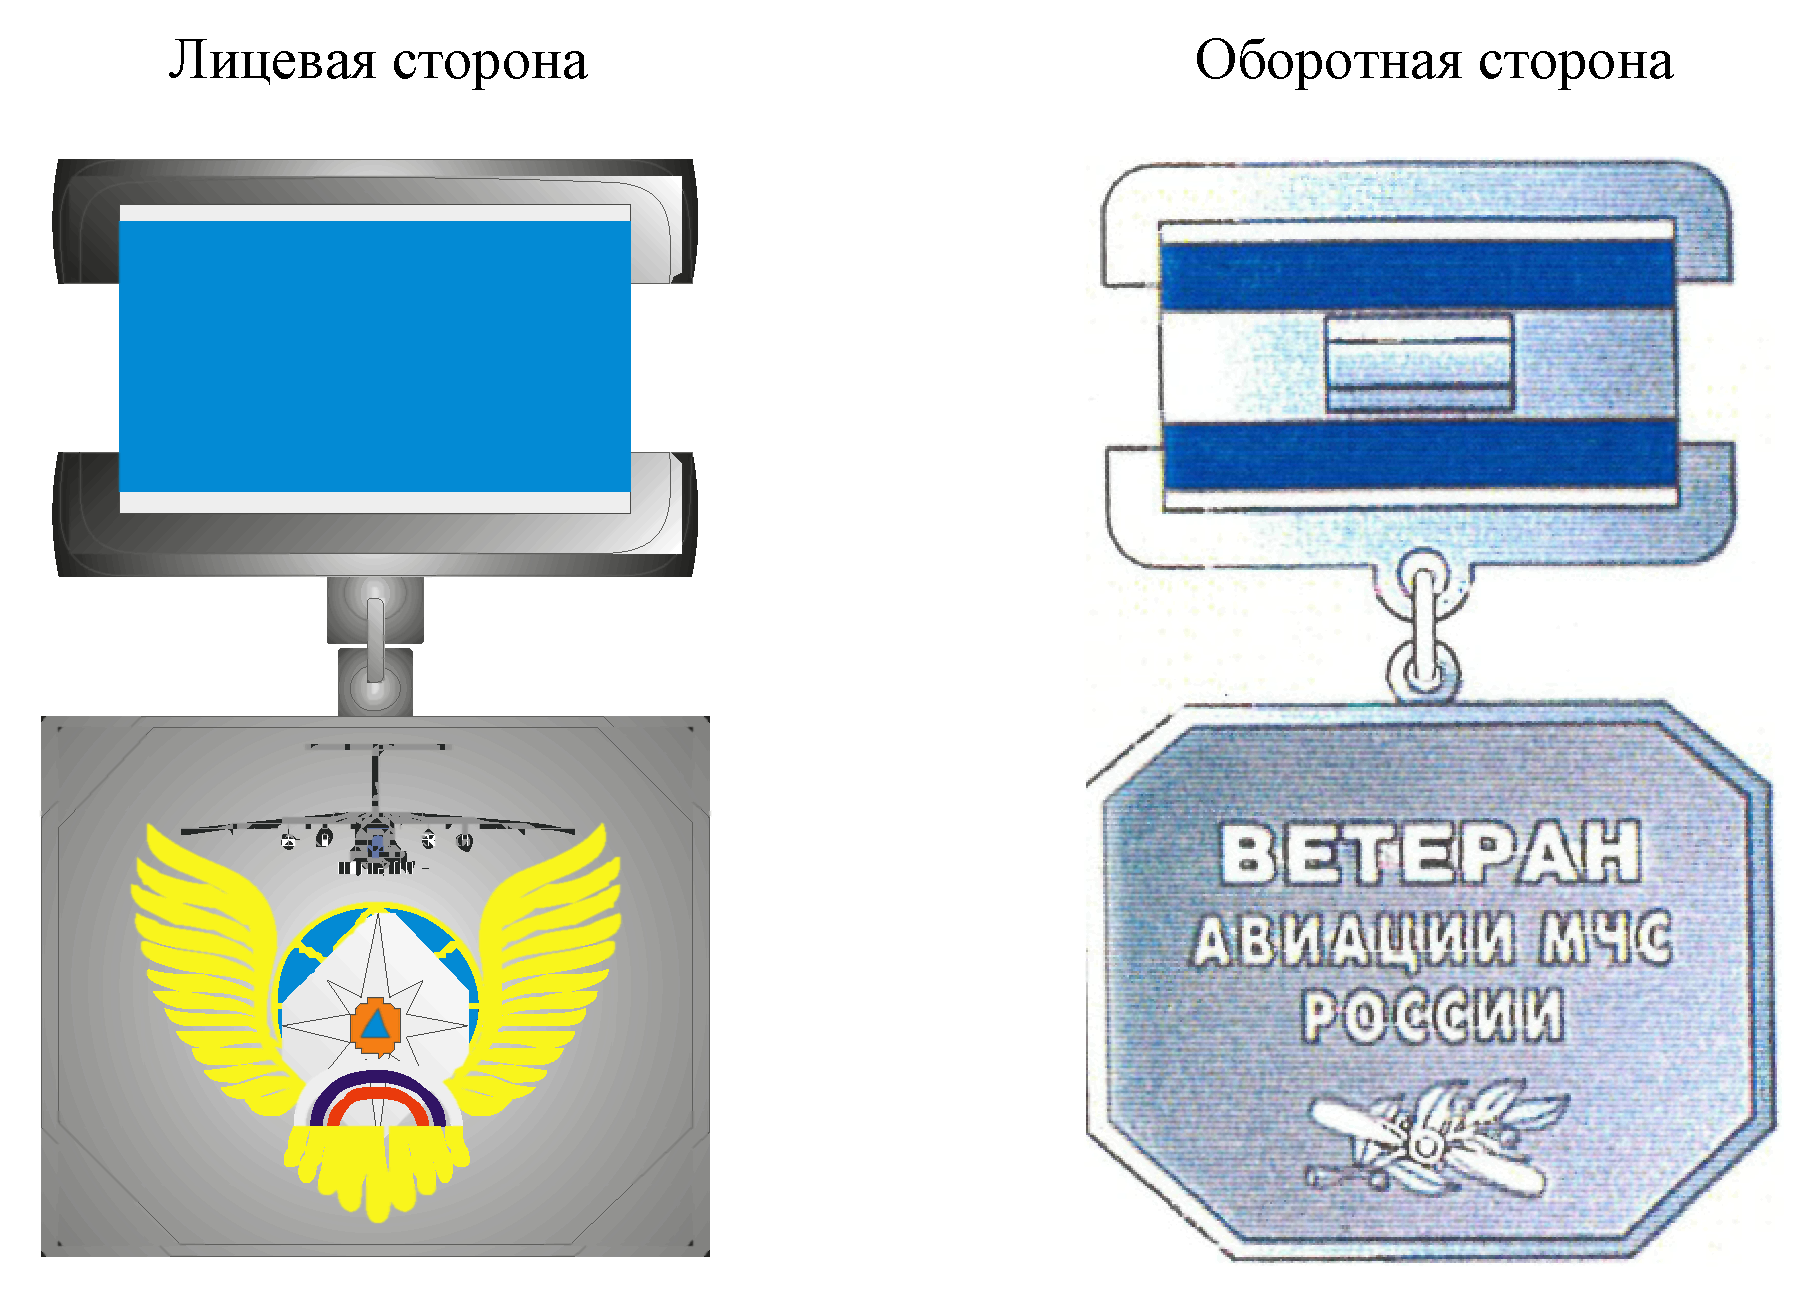 Лицевая сторона
Оборотная сторона
ВЕТЕРАН
АВИАЦИИ МЧС
РОССИИ